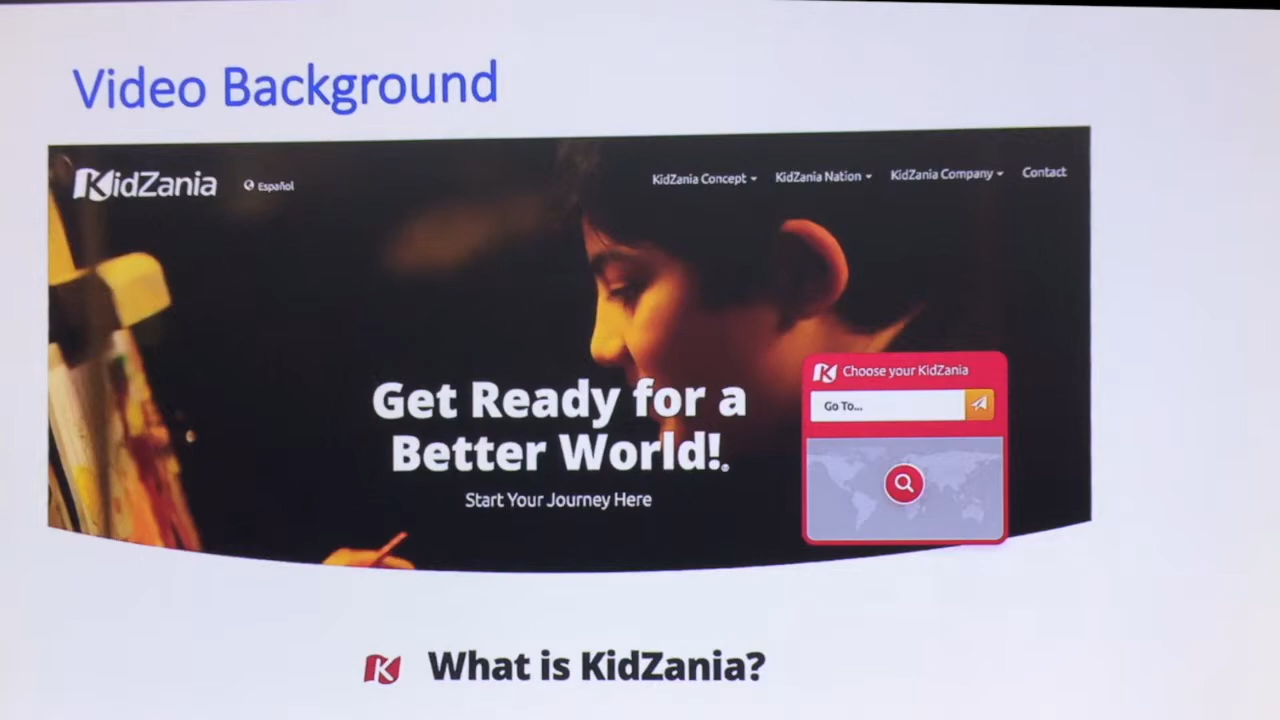 Video Background
KidZania
Español
KidZania Concept
KidZania Nation
KidZania Company
Contact
Get Ready for a
Better World!®
Start Your Journey Here
Choose your KidZania
Go To...
What is KidZania?